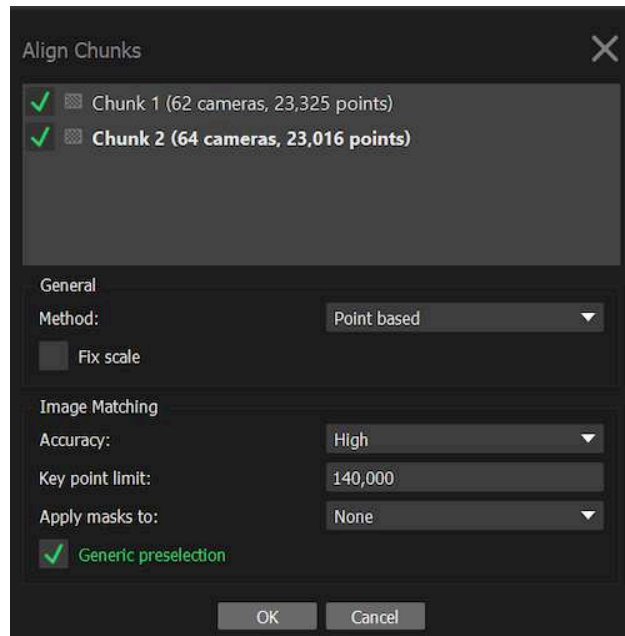 Align Chunks
Chunk 1 (62 cameras, 23,325 points)
Chunk 2 (64 cameras, 23,016 points)
General
Method: Point based
Fix scale
Image Matching
Accuracy: High
Key point limit: 140,000
Apply masks to: None
Generic preselection
OK Cancel